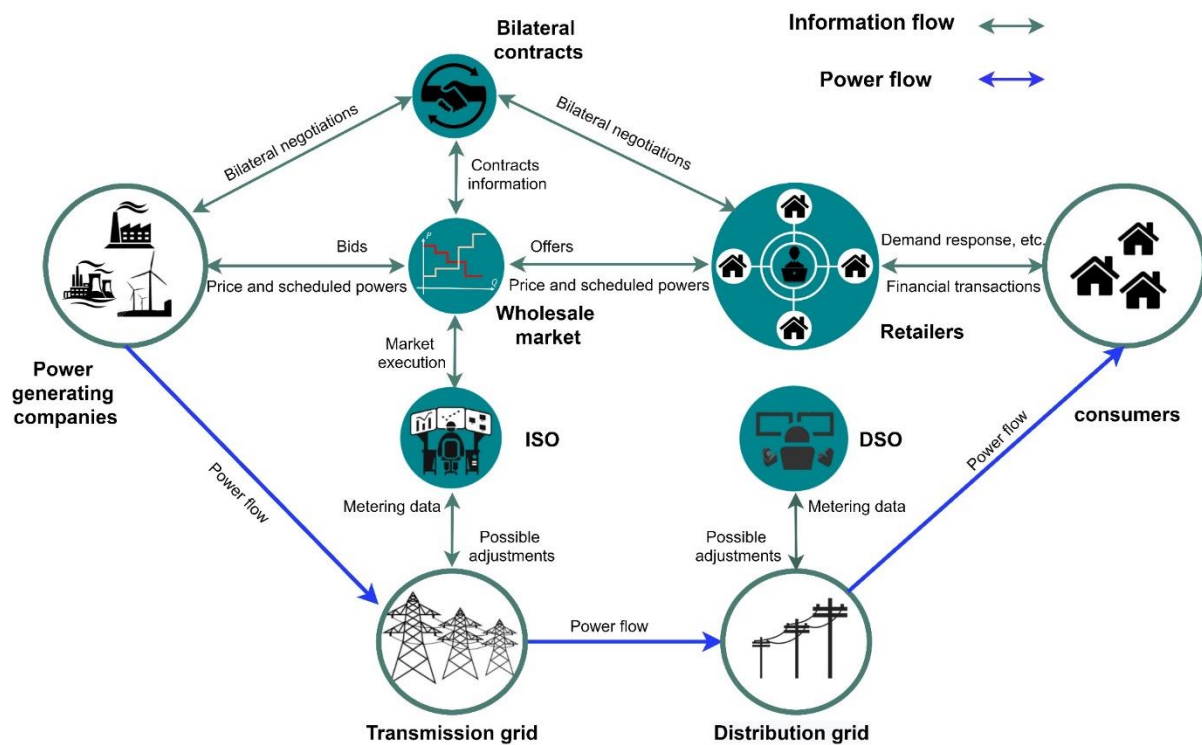 Information flow
Bilateral
contracts
Power flow
Bilateral negotiations
Bilateral negotiations
Contracts
information
Bids
Offers
Demand response, etc.
P
Q
Price and scheduled powers
Price and scheduled powers
Financial transactions
Wholesale
market
Retailers
Market
execution
Power
generating
companies
ISO
DSO
consumers
Power flow
Power flow
Metering data
Metering data
Possible
adjustments
Possible
adjustments
Power flow
Transmission grid
Distribution grid